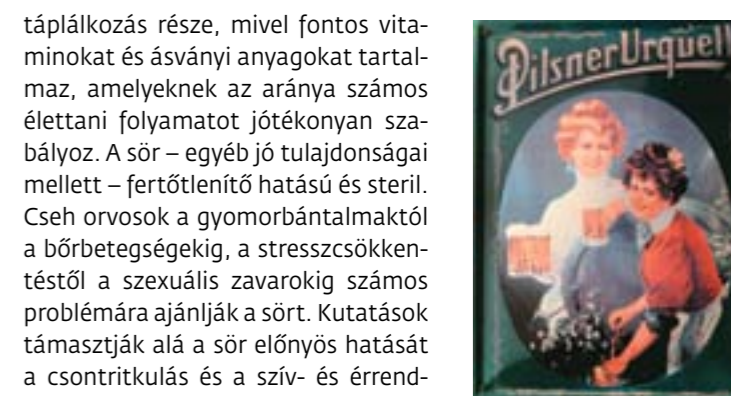 táplálkozás része, mivel fontos vita-
minokat és ásványi anyagokat tartal-
maz, amelyeknek az aránya számos
élettani folyamatot jótékonyan sza-
bályoz. A sör – egyéb jó tulajdonságai
mellett – fertőtlenítő hatású és steril.
Cseh orvosok a gyomorbántalmaktól
a bőrbetegségekig, a stresszcsökken-
téstől a szexuális zavarokig számos
problémára ajánlják a sört. Kutatások
támasztják alá a sör előnyös hatását
a csontritkulás és a szív- és érrend-
Pilsner Urquell